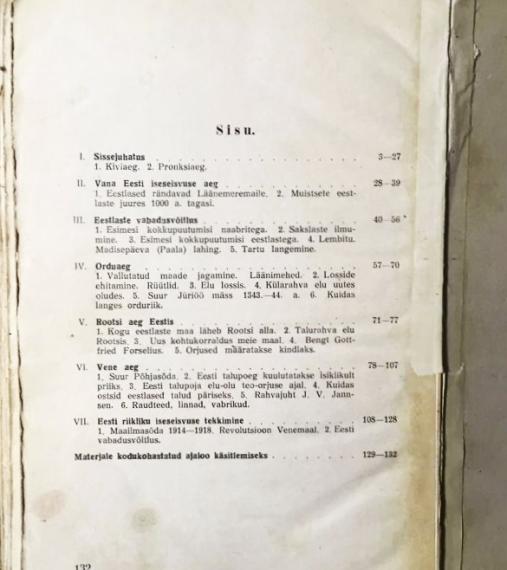 Sisu.
I. Sissejuhatus . . . . . . . . . . . . . . 3—27
1. Kiviaeg. 2. Pronksiaeg.
II. Vana Eesti iseseisvuse aeg . . . . . . . . . 28—39
1. Eestlased rändavad Läänemeremaile. 2. Muistsete eest-
laste juures 1000 a. tagasi.
III. Eestlaste vabadusvõitlus . . . . . . . . . . 40—56
1. Esimesi kokkupuutumisi naabritega. 2. Sakslaste ilmu-
mine. 3. Esimesi kokkupuutumisi eestlastega. 4. Lembitu.
Madisepäeva (Paala) lahing. 5. Tartu langemine.
IV. Orduaeg . . . . . . . . . . . . . . 57—70
1. Vallutatud maade jagamine. Läänimehed. 2. Losside
ehitamine. Rüütlid. 3. Elu lossis. 4. Külarahva elu uutes
oludes. 5. Suur Jüriöö mäss 1343.—44. a. 6. Kuidas
langes orduriik.
V. Rootsi aeg Eestis . . . . . . . . . . . . 71—77
1. Kogu eestlaste maa läheb Rootsi alla. 2. Talurahva elu
Rootsis. 3. Uus kohtukorraldus meie maal. 4. Bengt Gott-
fried Forselius. 5. Orjused määratakse kindlaks.
VI. Vene aeg . . . . . . . . . . . . . . 78—107
1. Suur Põhjasõda. 2. Eesti talupoeg kuulutatakse isiklikult
priiks. 3. Eesti talupoja elu-olu teo-orjuse ajal. 4. Kuidas
ostsid eestlased talud päriseks. 5. Rahvajuht J. V. Jann-
sen. 6. Raudteed, linnad, vabrikud.
VII. Eesti riikliku iseseisvuse tekkimine . . . . . . 108—128
1. Maailmasõda 1914—1918. Revolutsioon Venemaal. 2. Eesti
vabadusvõitlus.
Materjale kodukohastatud ajaloo käsitlemiseks . . . . . . . 129—132
132